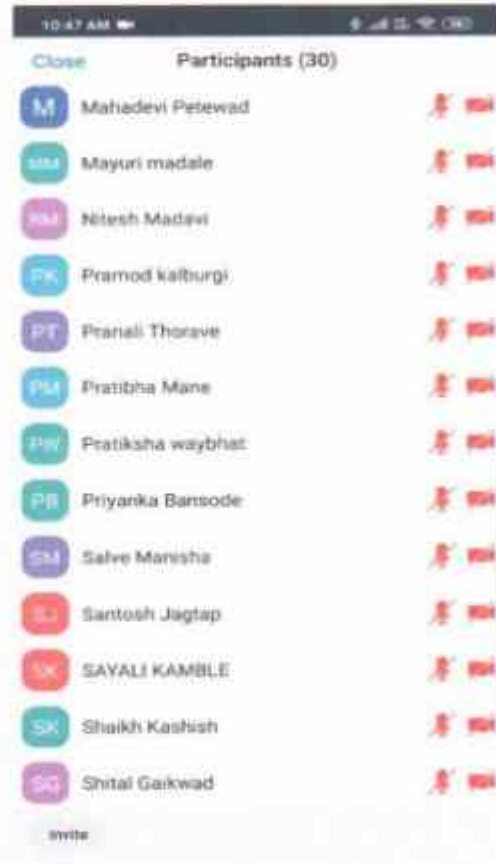 10:47 AM
Close Participants (30)
M Mahadevi Petewad
MM Mayuri madale
NM Nitesh Madavi
PK Pramod kalburgi
PT Pranali Thorave
PM Pratibha Mane
PW Pratiksha waybhat
PB Priyanka Bansode
SM Salve Manisha
SJ Santosh Jagtap
SK SAYALI KAMBLE
SK Shaikh Kashish
SG Shital Gaikwad
Invite